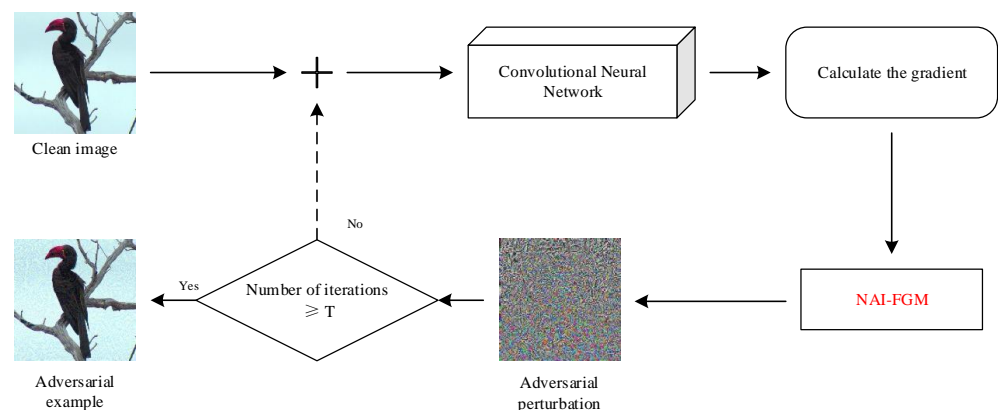 Clean image
Convolutional Neural
Network
Calculate the gradient
No
Yes
Number of iterations
≥ T
NAI-FGM
Adversarial
example
Adversarial
perturbation